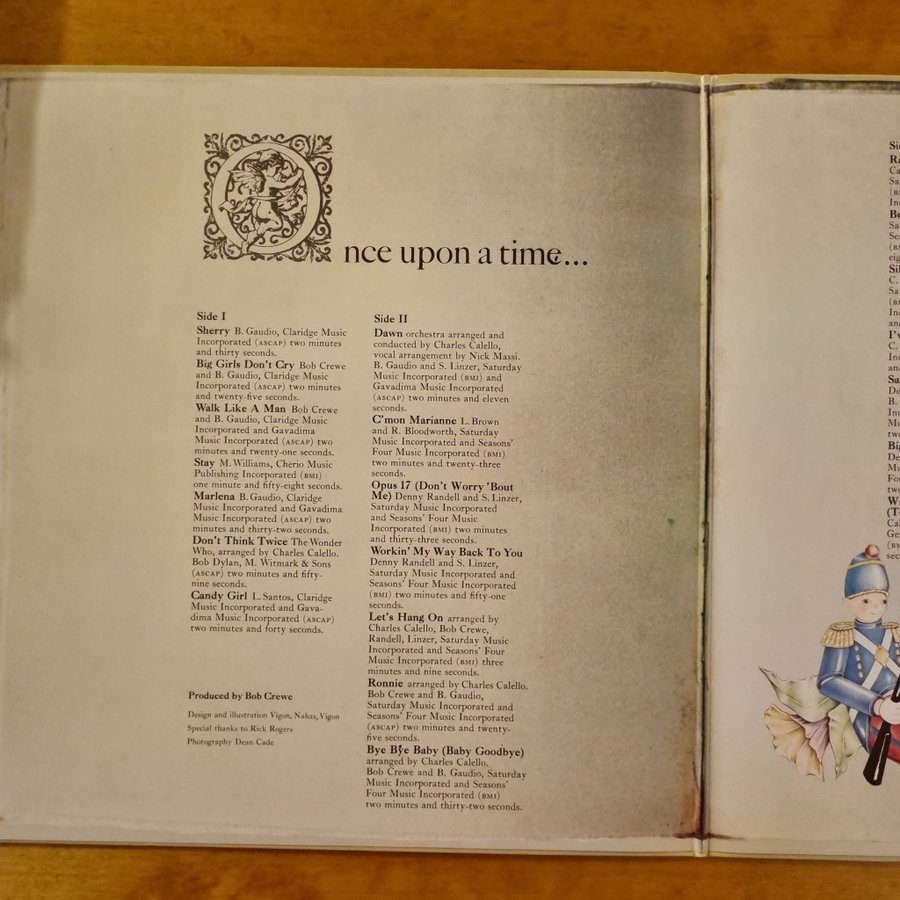 Once upon a time...
Side I
Sherry B. Gaudio, Claridge Music
Incorporated (ASCAP) two minutes
and thirty seconds.
Big Girls Don't Cry Bob Crewe
and B. Gaudio, Claridge Music
Incorporated (ASCAP) two minutes
and twenty-five seconds.
Walk Like A Man Bob Crewe
and B. Gaudio, Claridge Music
Incorporated and Gavadima
Music Incorporated (ASCAP) two
minutes and twenty-one seconds.
Stay M. Williams, Cherio Music
Publishing Incorporated (BMI)
one minute and fifty-eight seconds.
Marlena B. Gaudio, Claridge
Music Incorporated and Gavadima
Music Incorporated (ASCAP) two
minutes and thirty-two seconds.
Don't Think Twice The Wonder
Who, arranged by Charles Calello.
Bob Dylan, M. Witmark & Sons
(ASCAP) two minutes and fifty-
nine seconds.
Candy Girl L. Santos, Claridge
Music Incorporated and Gava-
dima Music Incorporated (ASCAP)
two minutes and forty seconds.
Produced by Bob Crewe
Design and illustration Vigon, Nahas, Vigon
Special thanks to Rick Rogers
Photography Dean Cade
Side II
Dawn orchestra arranged and
conducted by Charles Calello,
vocal arrangement by Nick Massi.
B. Gaudio and S. Linzer, Saturday
Music Incorporated (BMI) and
Gavadima Music Incorporated
(ASCAP) two minutes and eleven
seconds.
C'mon Marianne L. Brown
and R. Bloodworth, Saturday
Music Incorporated and Seasons'
Four Music Incorporated (BMI)
two minutes and twenty-three
seconds.
Opus 17 (Don't Worry 'Bout
Me) Denny Randell and S. Linzer,
Saturday Music Incorporated
and Seasons' Four Music
Incorporated (BMI) two minutes
and thirty-three seconds.
Workin' My Way Back To You
Denny Randell and S. Linzer,
Saturday Music Incorporated and
Seasons' Four Music Incorporated
(BMI) two minutes and fifty-one
seconds.
Let's Hang On arranged by
Charles Calello, Bob Crewe,
Randell, Linzer, Saturday Music
Incorporated and Seasons' Four
Music Incorporated (BMI) three
minutes and nine seconds.
Ronnie arranged by Charles Calello.
Bob Crewe and B. Gaudio,
Saturday Music Incorporated and
Seasons' Four Music Incorporated
(ASCAP) two minutes and twenty-
five seconds.
Bye Bye Baby (Baby Goodbye)
arranged by Charles Calello.
Bob Crewe and B. Gaudio, Saturday
Music Incorporated and Seasons'
Four Music Incorporated (BMI)
two minutes and thirty-two seconds.